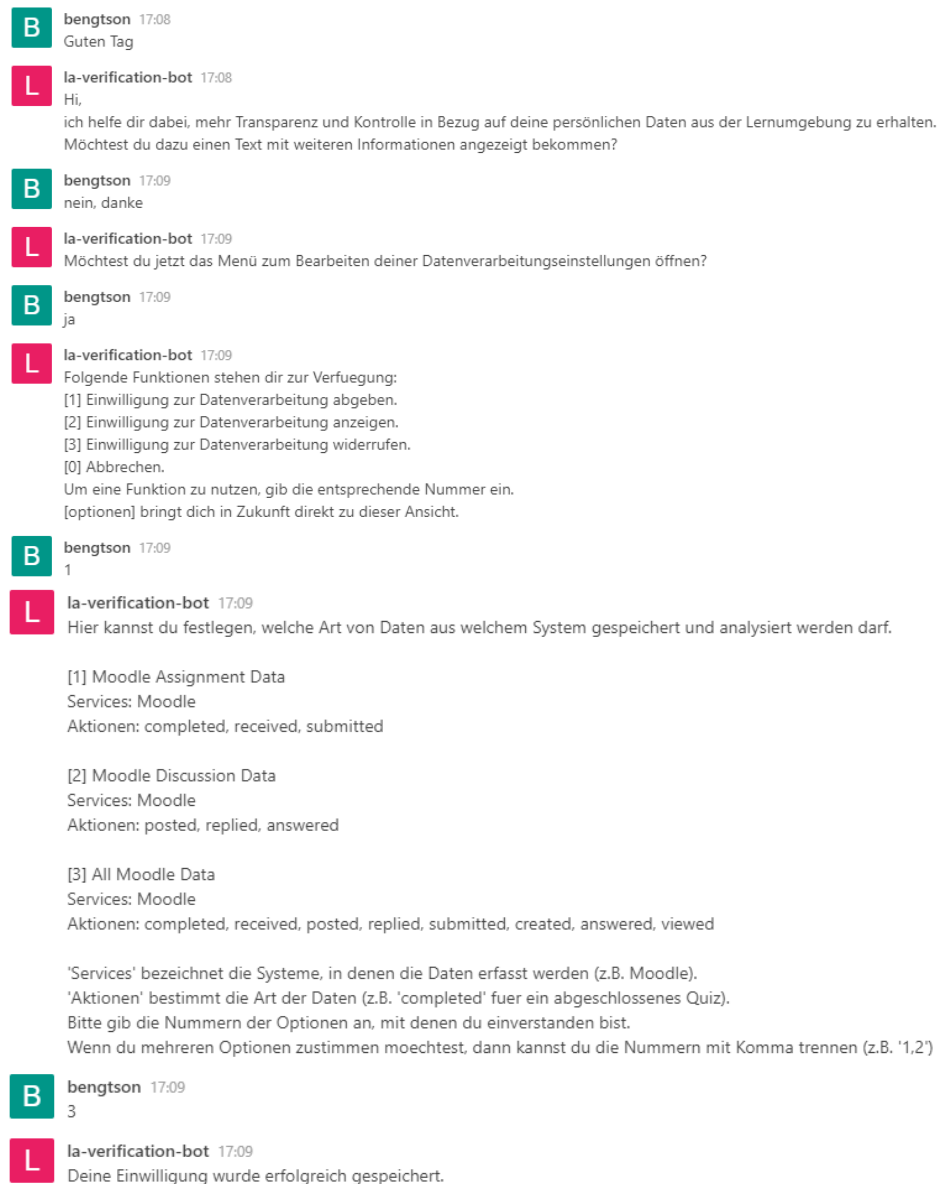 B
bengtson 17:08
Guten Tag
L
la-verification-bot 17:08
Hi,
ich helfe dir dabei, mehr Transparenz und Kontrolle in Bezug auf deine persönlichen Daten aus der Lernumgebung zu erhalten.
Möchtest du dazu einen Text mit weiteren Informationen angezeigt bekommen?
B
bengtson 17:09
nein, danke
L
la-verification-bot 17:09
Möchtest du jetzt das Menü zum Bearbeiten deiner Datenverarbeitungseinstellungen öffnen?
B
bengtson 17:09
ja
L
la-verification-bot 17:09
Folgende Funktionen stehen dir zur Verfuegung:
[1] Einwilligung zur Datenverarbeitung abgeben.
[2] Einwilligung zur Datenverarbeitung anzeigen.
[3] Einwilligung zur Datenverarbeitung widerrufen.
[0] Abbrechen.
Um eine Funktion zu nutzen, gib die entsprechende Nummer ein.
[optionen] bringt dich in Zukunft direkt zu dieser Ansicht.
B
bengtson 17:09
1
L
la-verification-bot 17:09
Hier kannst du festlegen, welche Art von Daten aus welchem System gespeichert und analysiert werden darf.
[1] Moodle Assignment Data
Services: Moodle
Aktionen: completed, received, submitted
[2] Moodle Discussion Data
Services: Moodle
Aktionen: posted, replied, answered
[3] All Moodle Data
Services: Moodle
Aktionen: completed, received, posted, replied, submitted, created, answered, viewed
'Services' bezeichnet die Systeme, in denen die Daten erfasst werden (z.B. Moodle).
'Aktionen' bestimmt die Art der Daten (z.B. 'completed' fuer ein abgeschlossenes Quiz).
Bitte gib die Nummern der Optionen an, mit denen du einverstanden bist.
Wenn du mehreren Optionen zustimmen moechtest, dann kannst du die Nummern mit Komma trennen (z.B. '1,2')
B
bengtson 17:09
3
L
la-verification-bot 17:09
Deine Einwilligung wurde erfolgreich gespeichert.